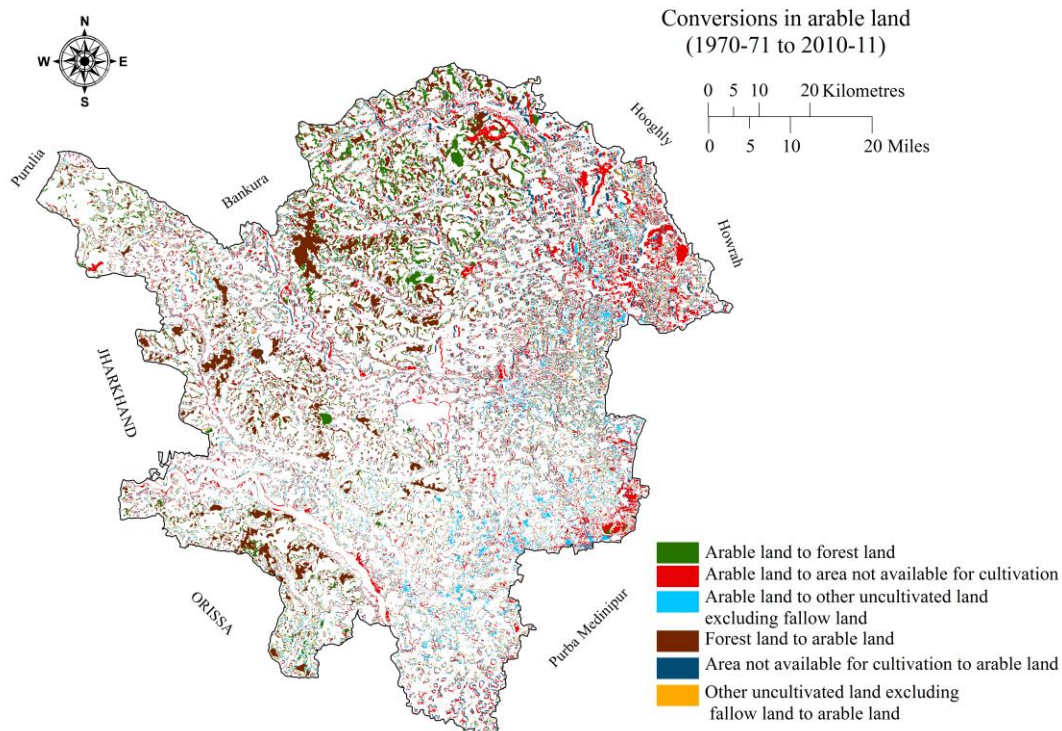 Conversions in arable land
(1970-71 to 2010-11)
N
W
E
S
0 5 10 20 Kilometres
0 5 10 20 Miles
Hooghly
Purulia
Bankura
Howrah
JHARKHAND
ORISSA
Purba Medinipur
Arable land to forest land
Arable land to area not available for cultivation
Arable land to other uncultivated land
excluding fallow land
Forest land to arable land
Area not available for cultivation to arable land
Other uncultivated land excluding
fallow land to arable land